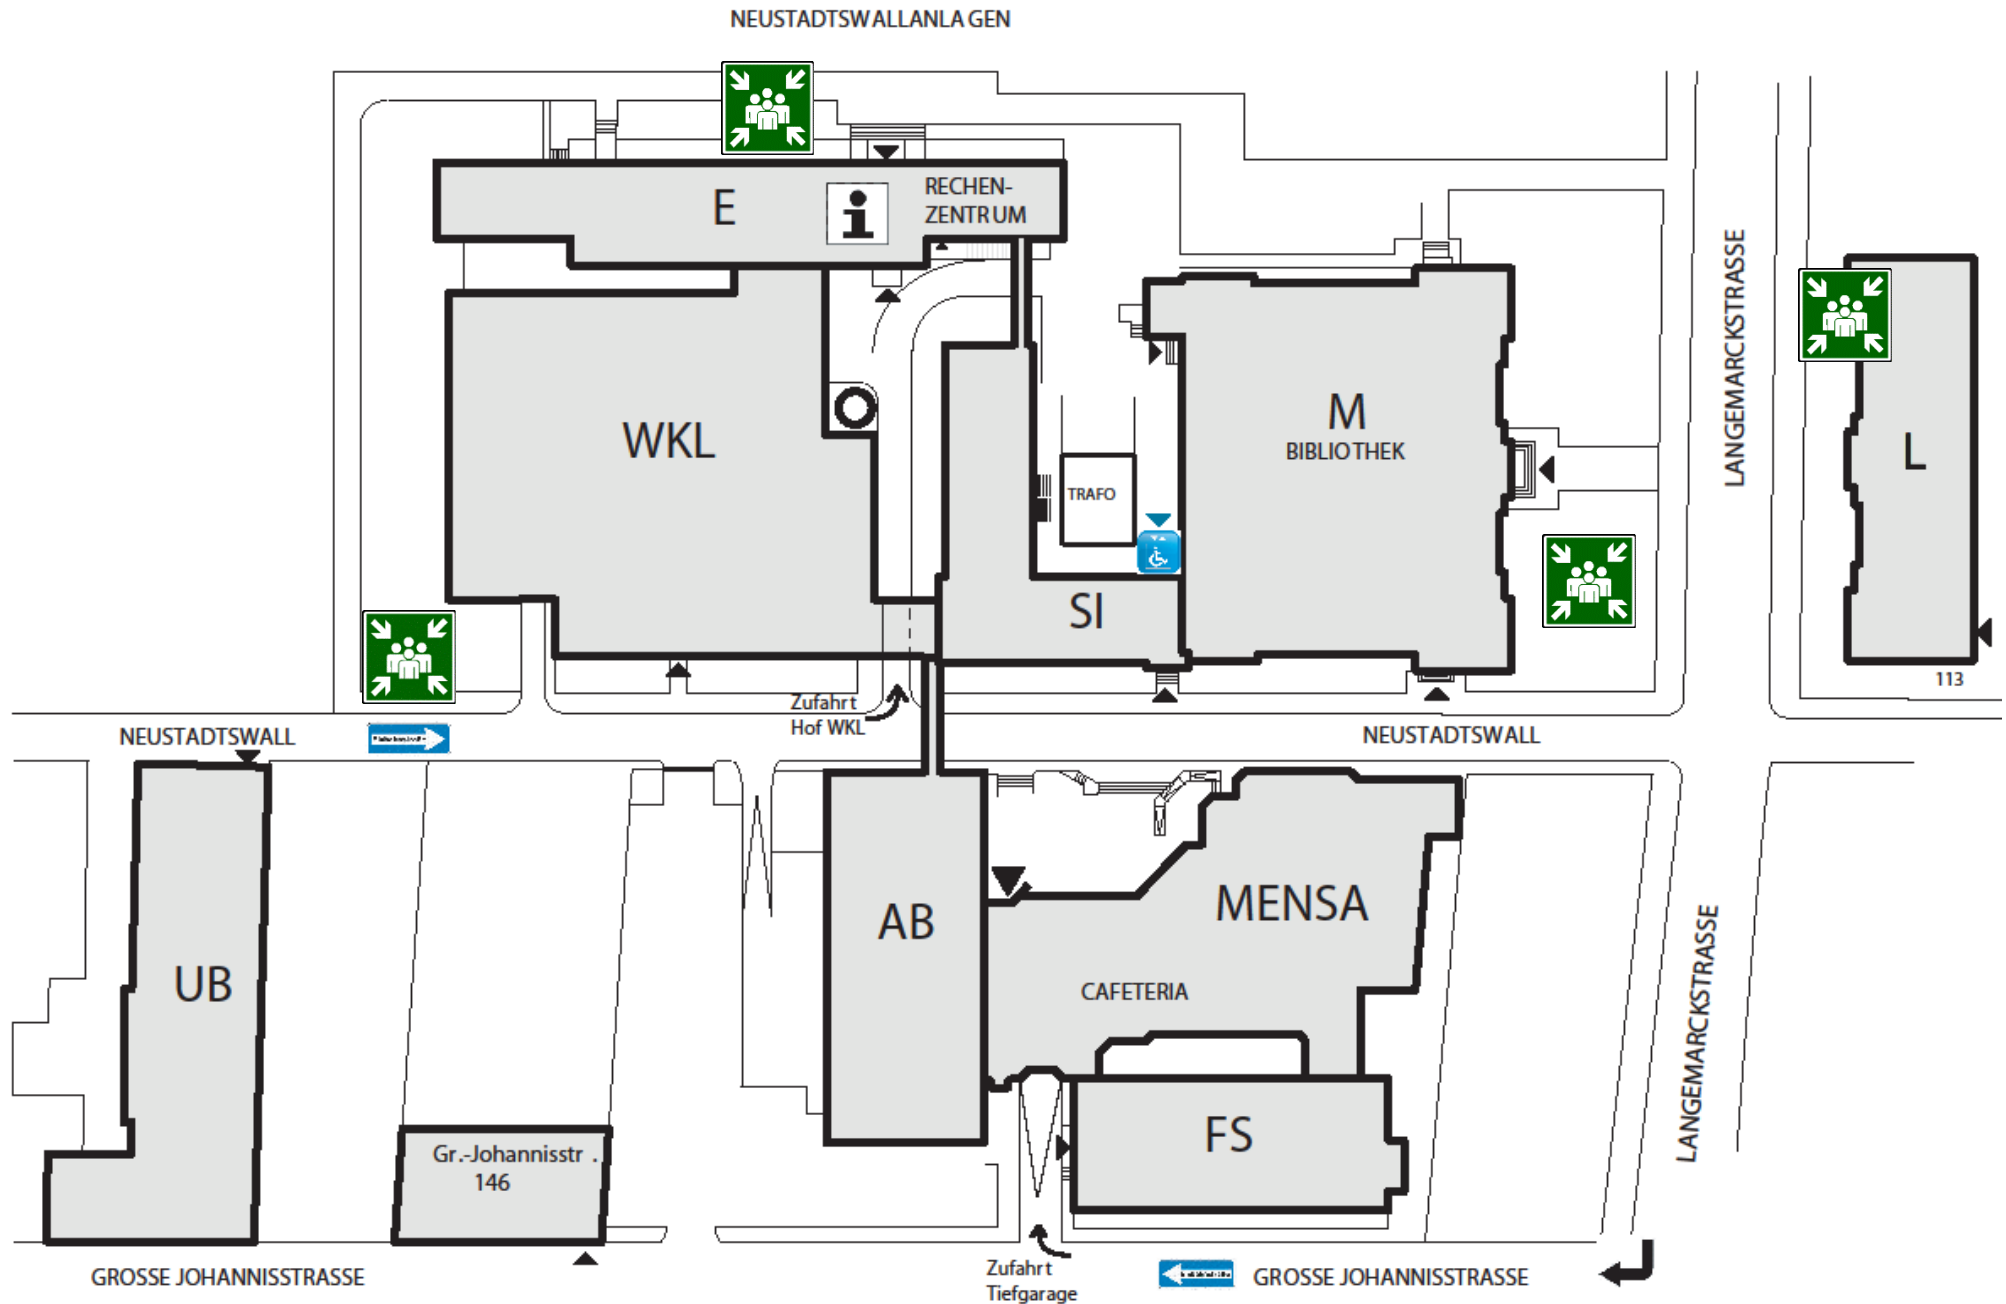 NEUSTADTSWALLANLAGEN
E
RECHEN-
ZENTRUM
LANGEMARCKSTRASSE
WKL
M
BIBLIOTHEK
L
TRAFO
SI
113
Zufahrt
Hof WKL
NEUSTADTSWALL
NEUSTADTSWALL
AB
MENSA
UB
CAFETERIA
LANGEMARCKSTRASSE
Gr.-Johannisstr.
146
FS
Zufahrt
Tiefgarage
GROSSE JOHANNISSTRASSE
GROSSE JOHANNISSTRASSE